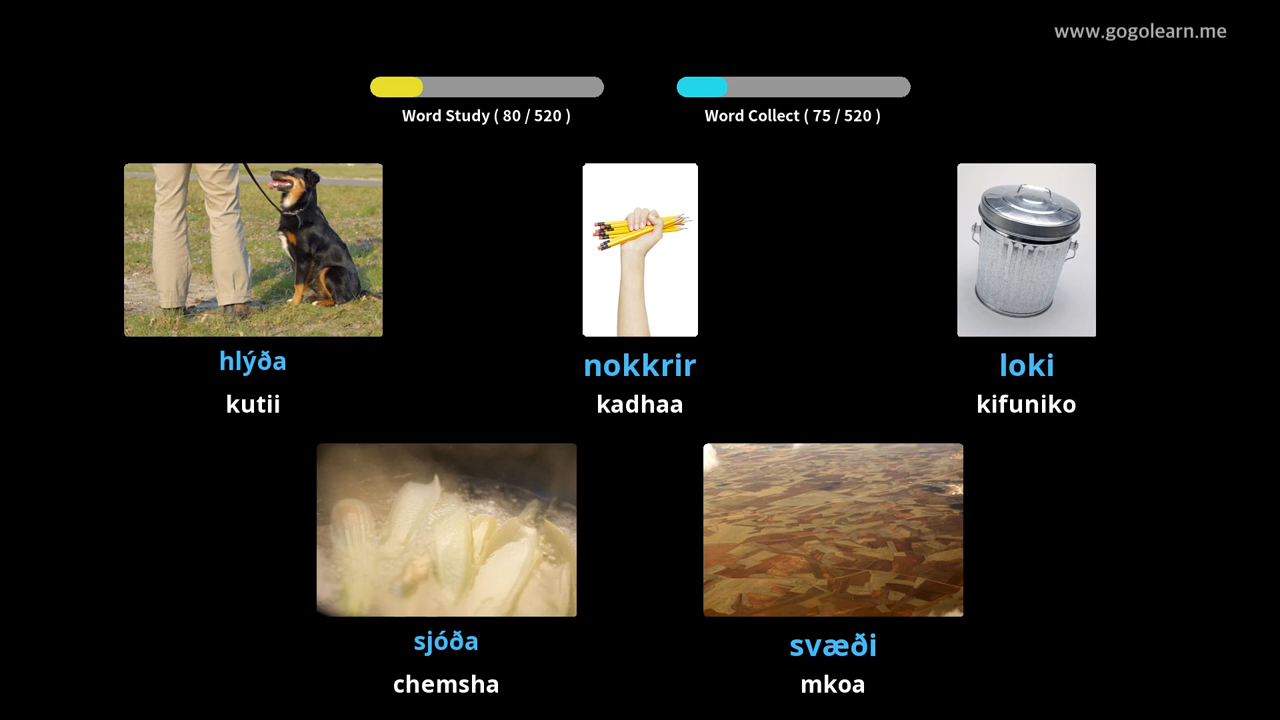 www.gogolearn.me
Word Study ( 80 / 520 )
Word Collect ( 75 / 520 )
hlýða
kutii
nokkrir
kadhaa
loki
kifuniko
sjóða
chemsha
svæði
mkoa